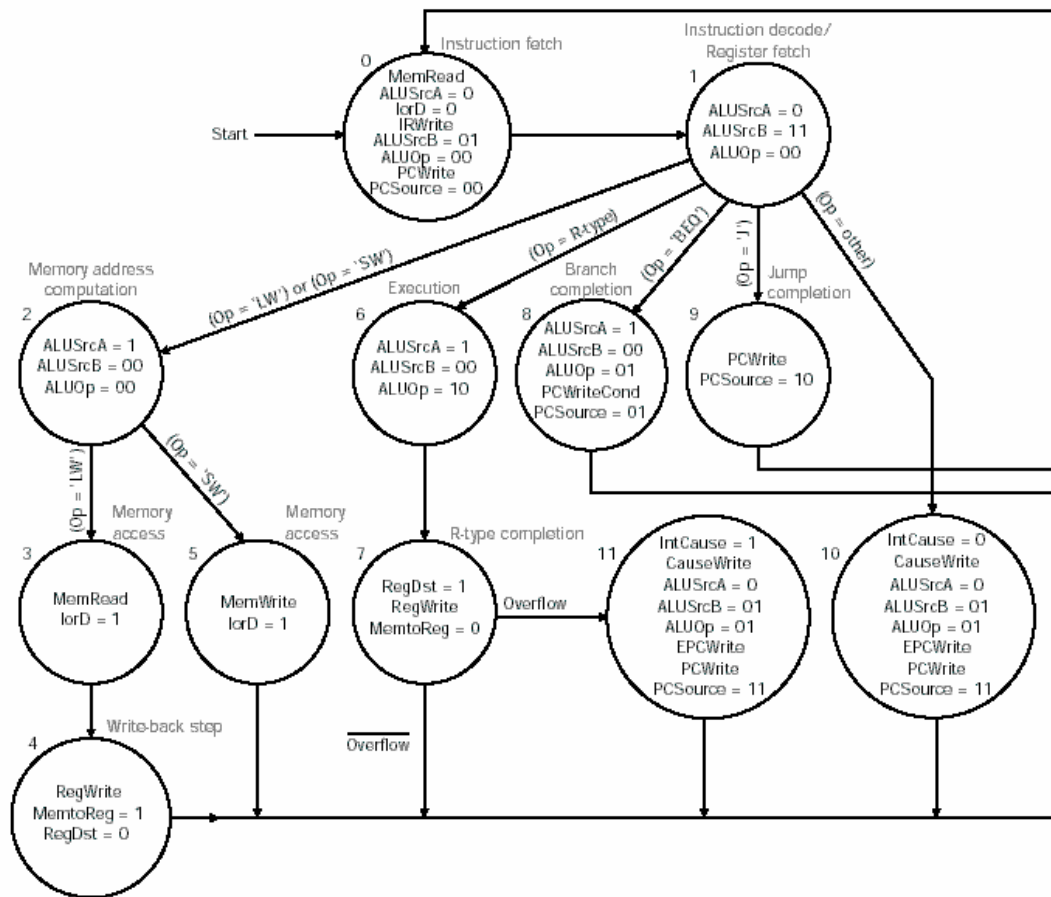 Instruction fetch
0
MemRead
ALUSrcA = 0
IorD = 0
IRWrite
ALUSrcB = 01
ALUOp = 00
PCWrite
PCSource = 00
Start
Instruction decode/
Register fetch
1
ALUSrcA = 0
ALUSrcB = 11
ALUOp = 00
(Op = 'LW') or (Op = 'SW')
(Op = R-type)
(Op = 'BEQ')
(Op = 'J')
(Op = other)
Memory address
computation
2
ALUSrcA = 1
ALUSrcB = 00
ALUOp = 00
Execution
6
ALUSrcA = 1
ALUSrcB = 00
ALUOp = 10
Branch
completion
8
ALUSrcA = 1
ALUSrcB = 00
ALUOp = 01
PCWriteCond
PCSource = 01
Jump
completion
9
PCWrite
PCSource = 10
(Op = 'LW')
(Op = 'SW')
Memory
access
3
MemRead
IorD = 1
Memory
access
5
MemWrite
IorD = 1
R-type completion
7
RegDst = 1
RegWrite
MemtoReg = 0
Overflow
Overflow
11
IntCause = 1
CauseWrite
ALUSrcA = 0
ALUSrcB = 01
ALUOp = 01
EPCWrite
PCWrite
PCSource = 11
10
IntCause = 0
CauseWrite
ALUSrcA = 0
ALUSrcB = 01
ALUOp = 01
EPCWrite
PCWrite
PCSource = 11
Write-back step
4
RegWrite
MemtoReg = 1
RegDst = 0